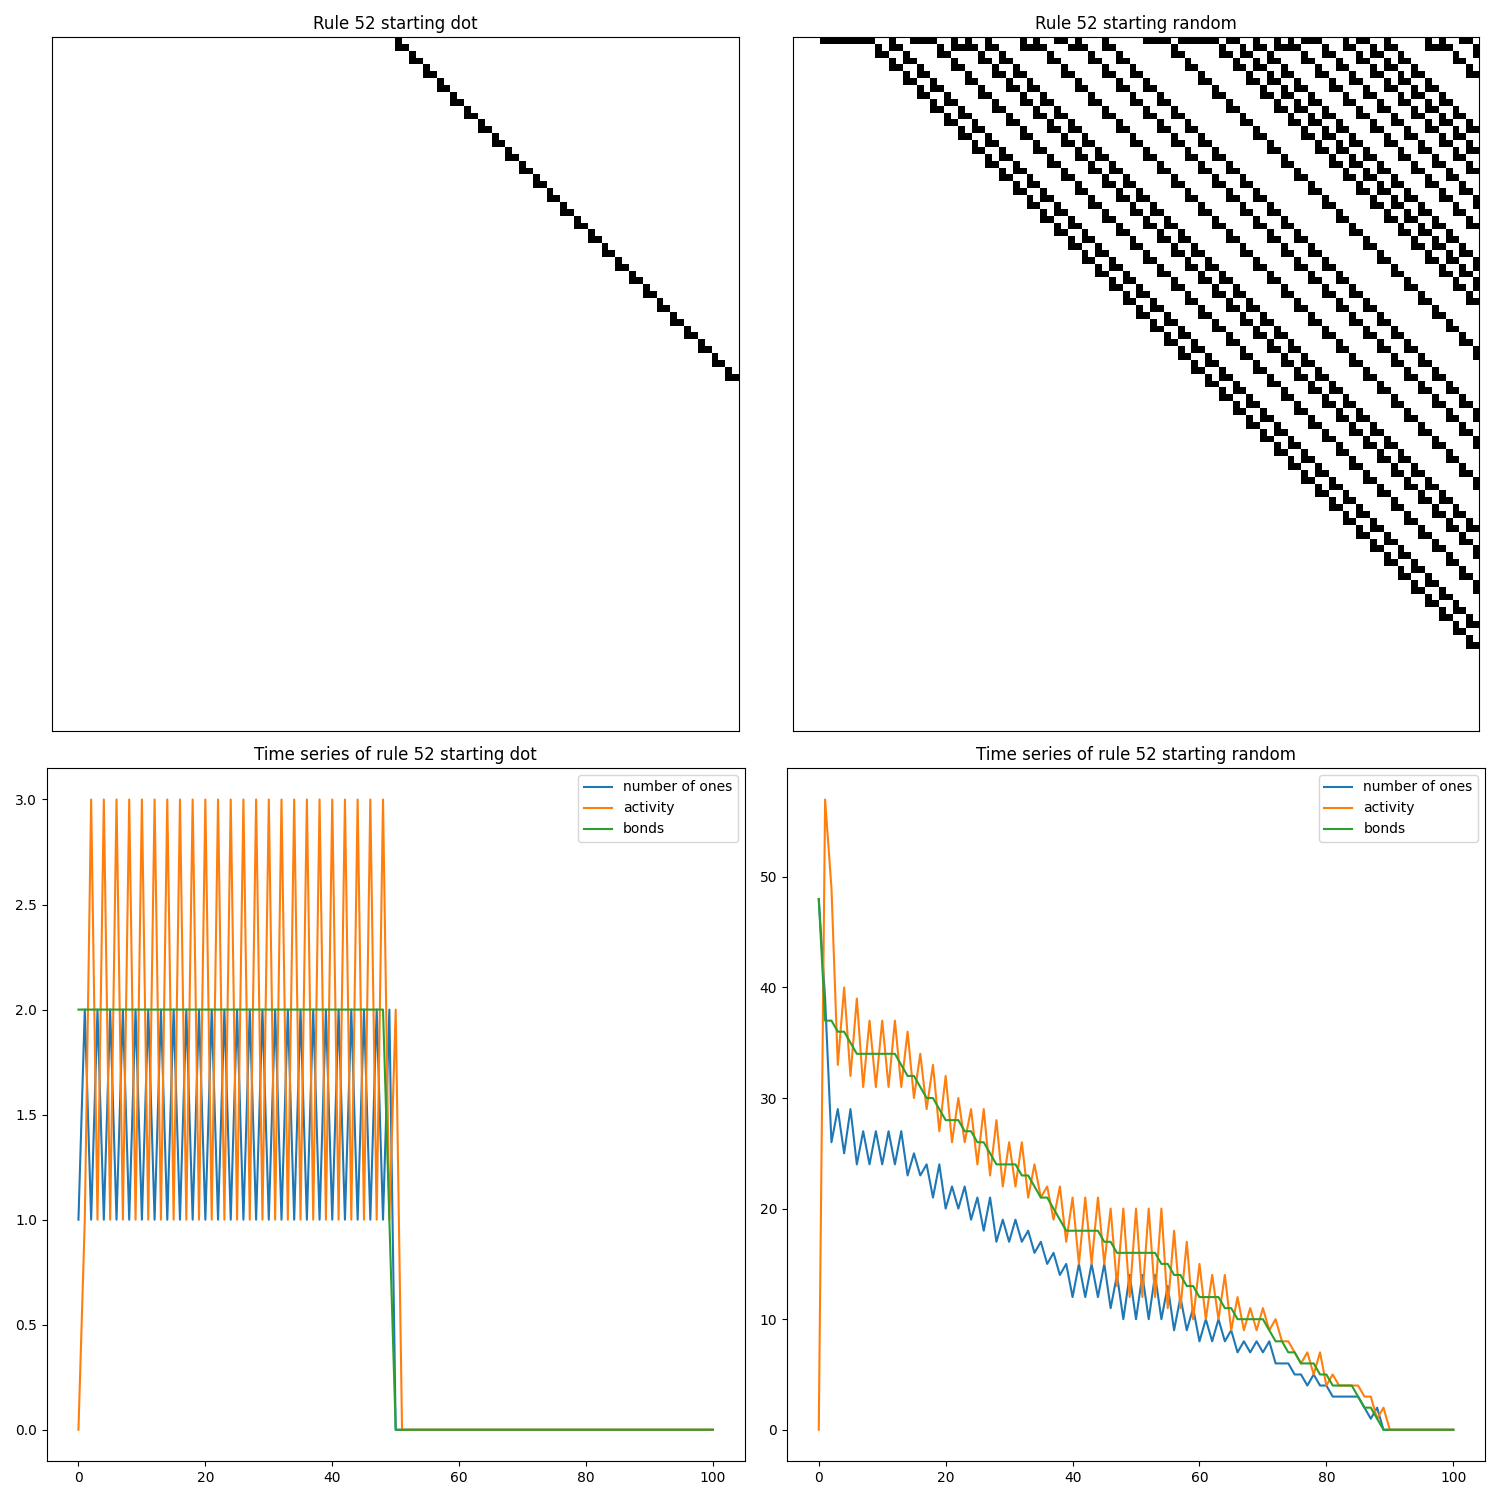 Rule 52 starting dot
Rule 52 starting random
Time series of rule 52 starting dot
3.0
2.5
2.0
1.5
1.0
0.5
0.0
0
20
40
60
80
100
number of ones
activity
bonds
Time series of rule 52 starting random
50
40
30
20
10
0
0
20
40
60
80
100
number of ones
activity
bonds